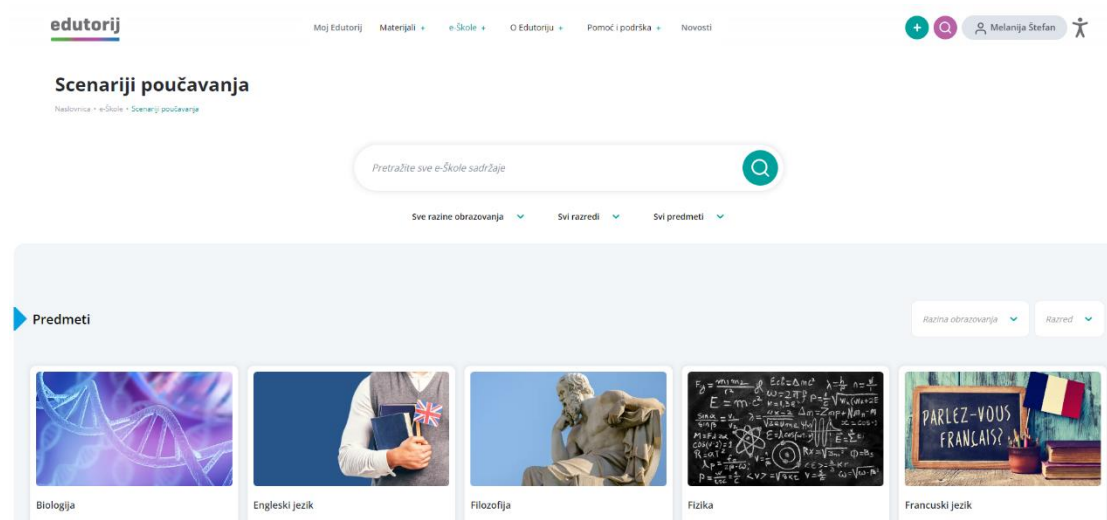 edutorij
Moj Edutorij Materijali + e-Škole + O Edutoriju + Pomoć i podrška + Novosti
+ Melanija Štefan
Scenariji poučavanja
Naslovnica • e-Škole • Scenariji poučavanja
Pretražite sve e-Škole sadržaje
Sve razine obrazovanja Svi razredi Svi predmeti
Predmeti
Razina obrazovanja Razred
PARLEZ-VOUS
FRANÇAIS?
Biologija Engleski jezik Filozofija Fizika Francuski jezik